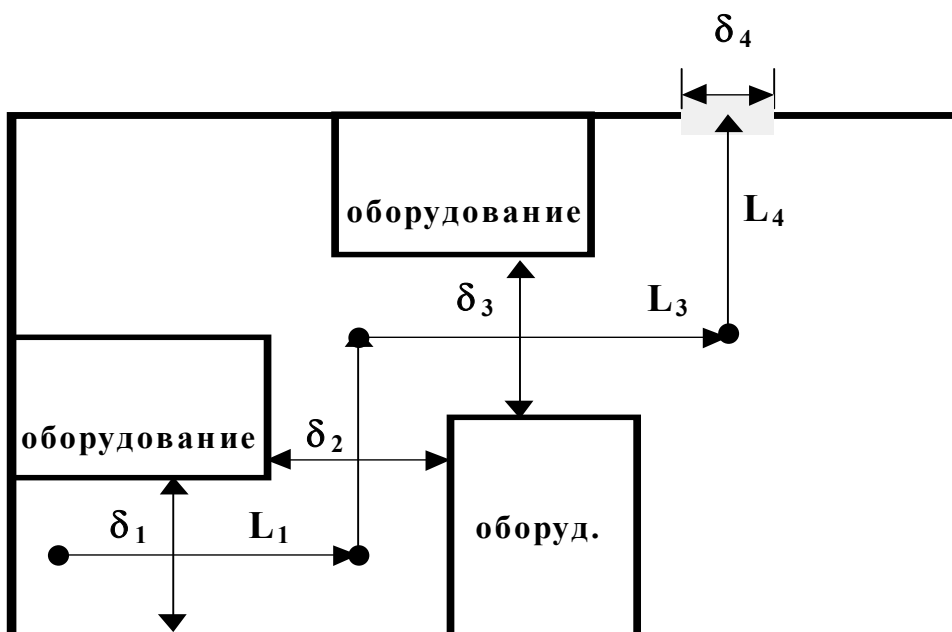 δ4
оборудование
L4
δ3
L3
оборудование
δ2
δ1
L1
оборуд.